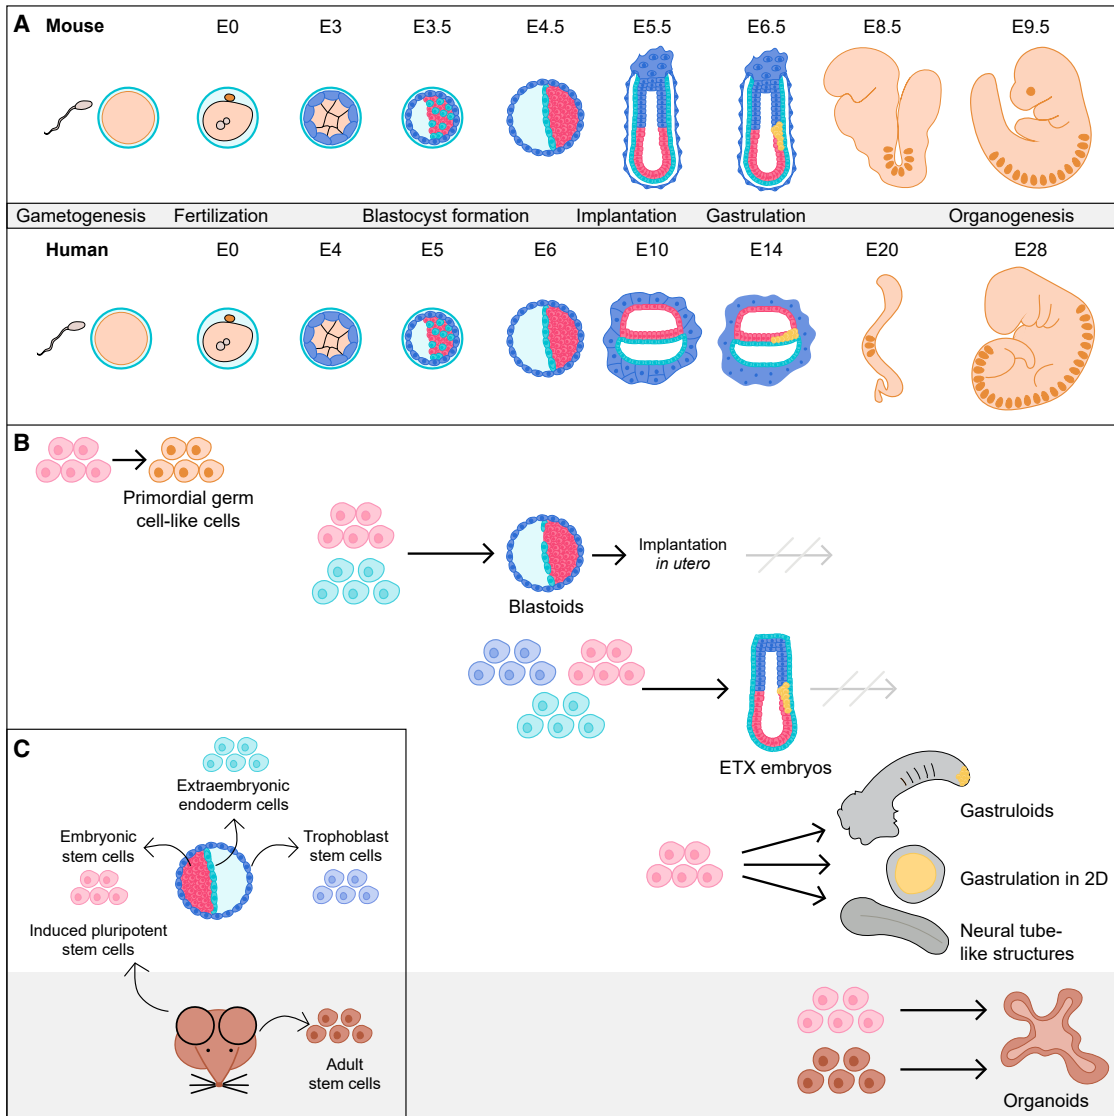 A Mouse E0 E3 E3.5 E4.5 E5.5 E6.5 E8.5 E9.5
Gametogenesis Fertilization Blastocyst formation Implantation Gastrulation Organogenesis
Human E0 E4 E5 E6 E10 E14 E20 E28
B
Primordial germ
cell-like cells
Implantation
in utero
Blastoids
ETX embryos
Gastruloids
Gastrulation in 2D
Neural tube-
like structures
Organoids
C
Extraembryonic
endoderm cells
Embryonic
stem cells
Trophoblast
stem cells
Induced pluripotent
stem cells
Adult
stem cells